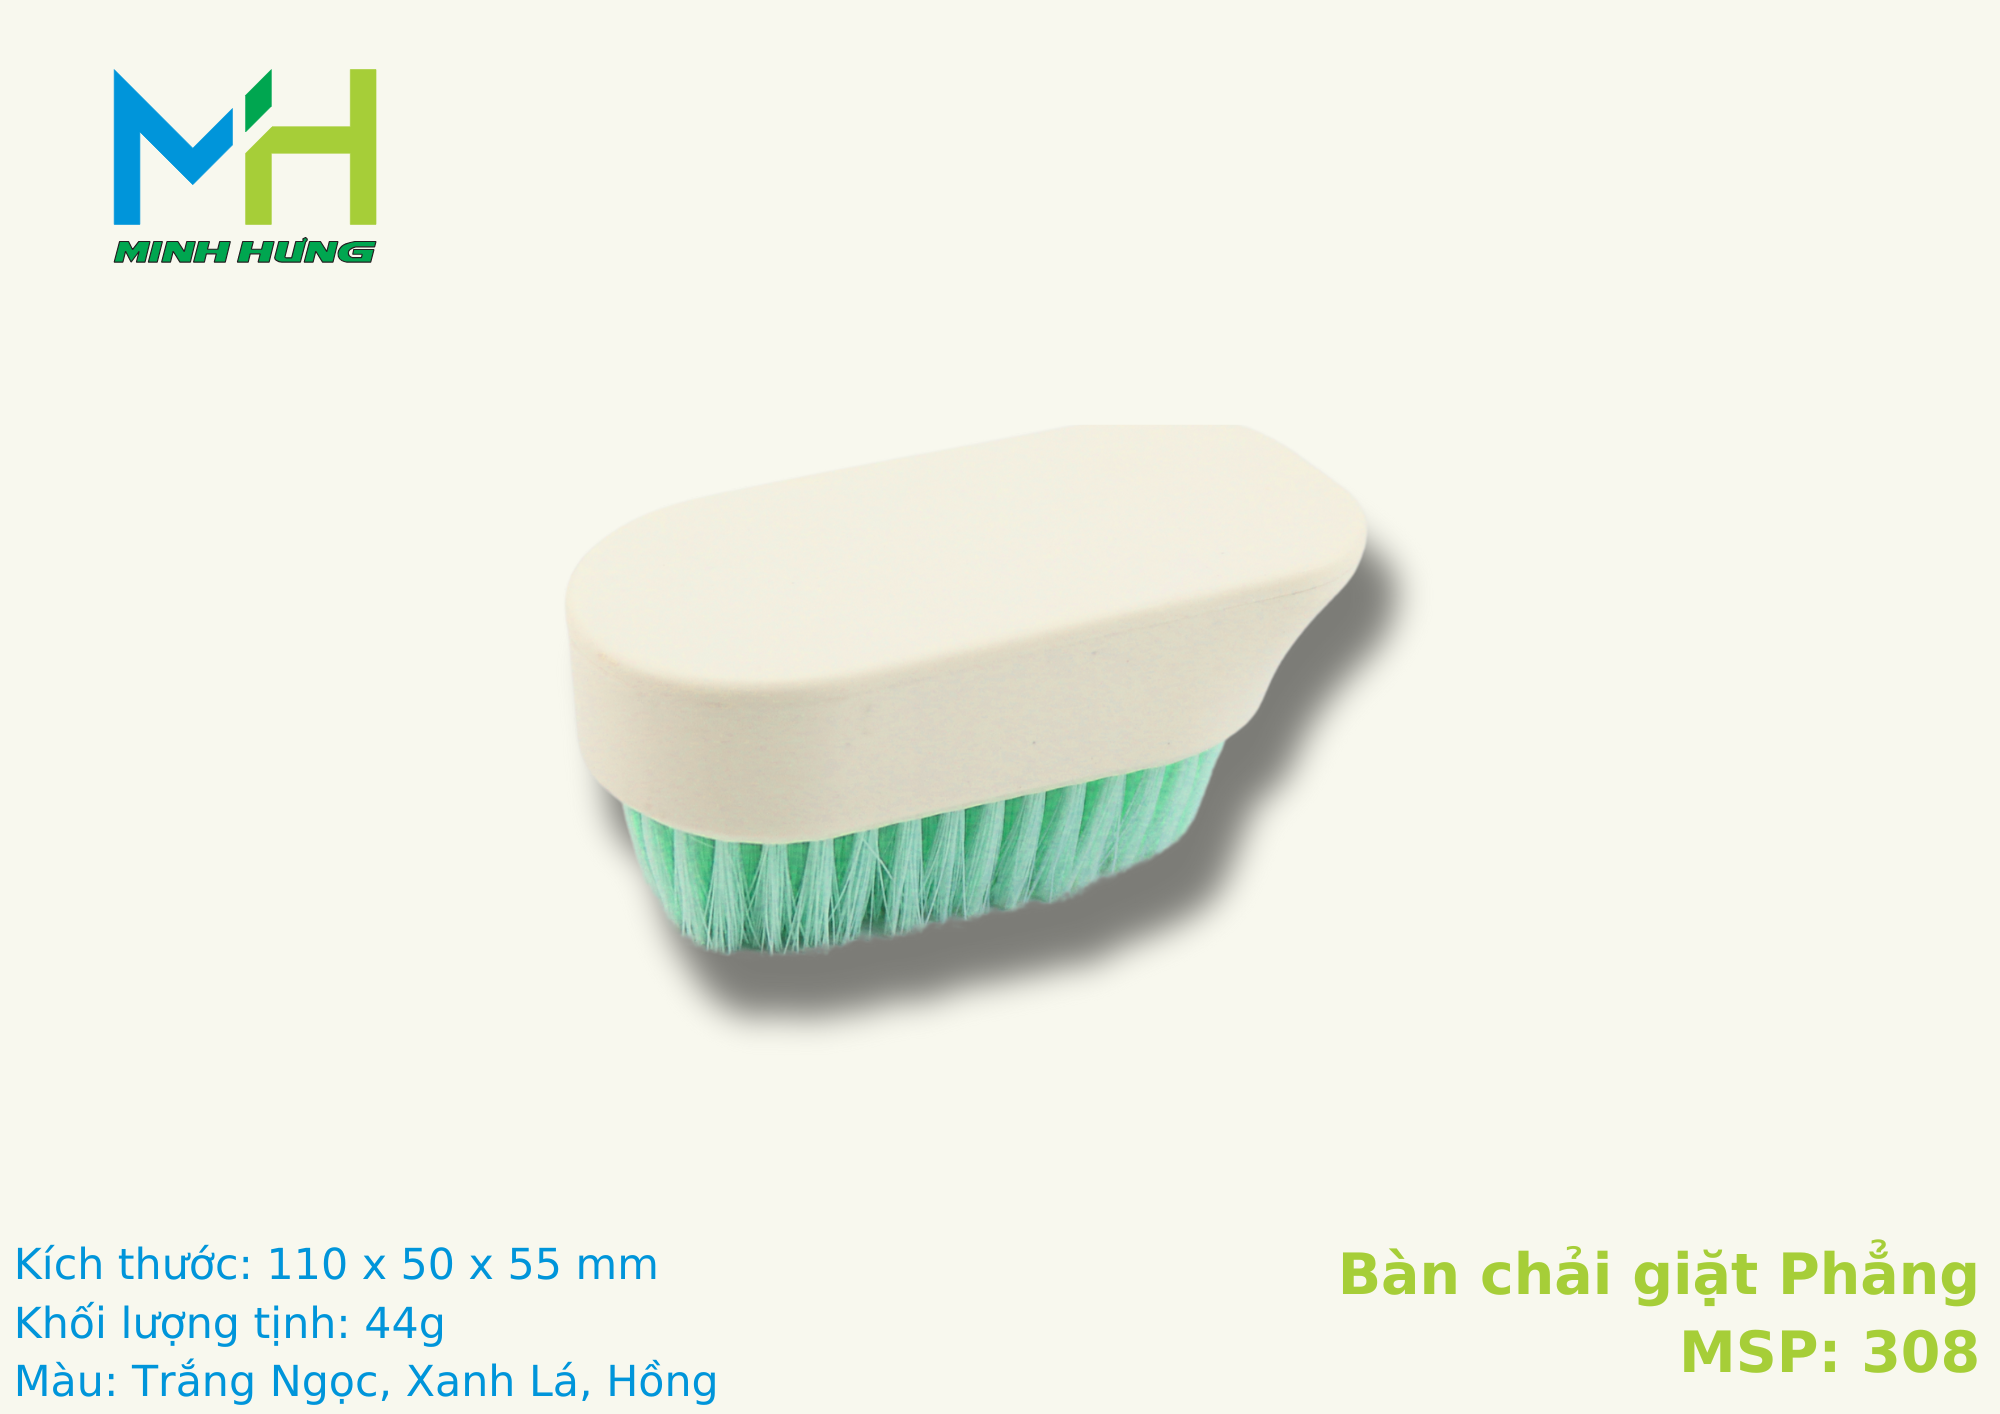 MH
MINH HƯNG
Kích thước: 110 x 50 x 55 mm
Khối lượng tịnh: 44g
Màu: Trắng Ngọc, Xanh Lá, Hồng
Bàn chải giặt Phẳng
MSP: 308